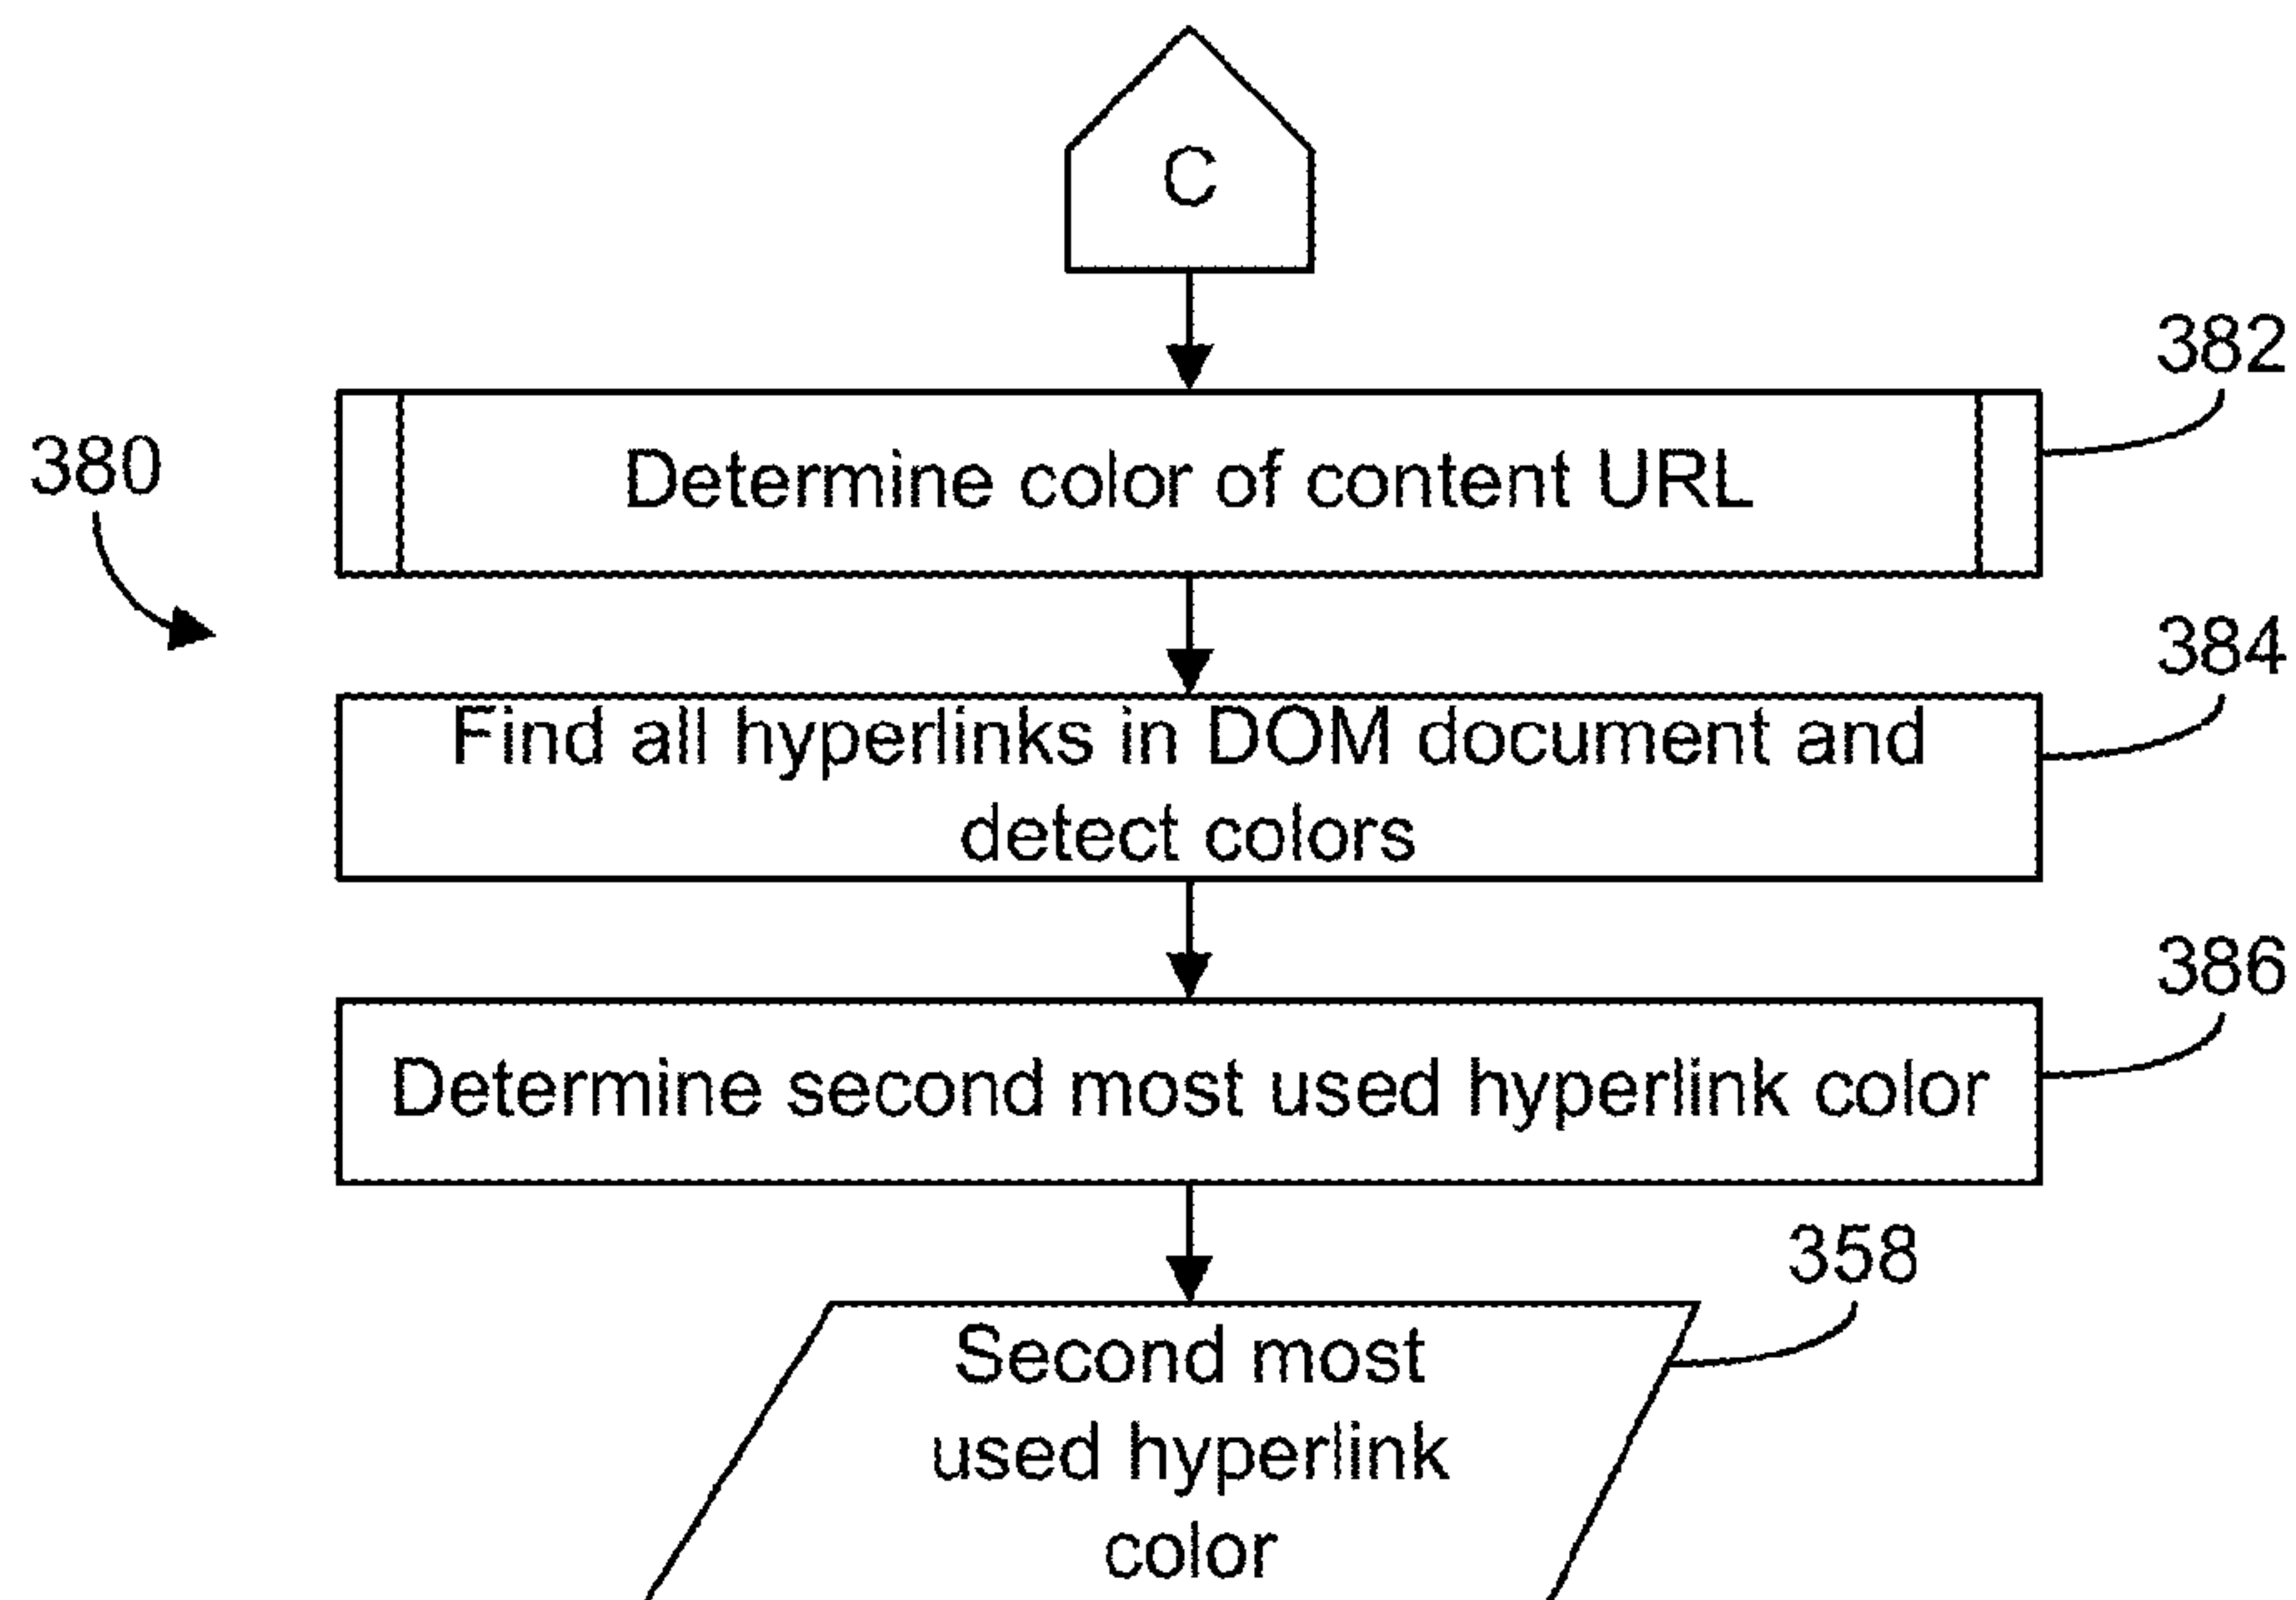 C
382
380
Determine color of content URL
384
Find all hyperlinks in DOM document and
detect colors
386
Determine second most used hyperlink color
358
Second most
used hyperlink
color